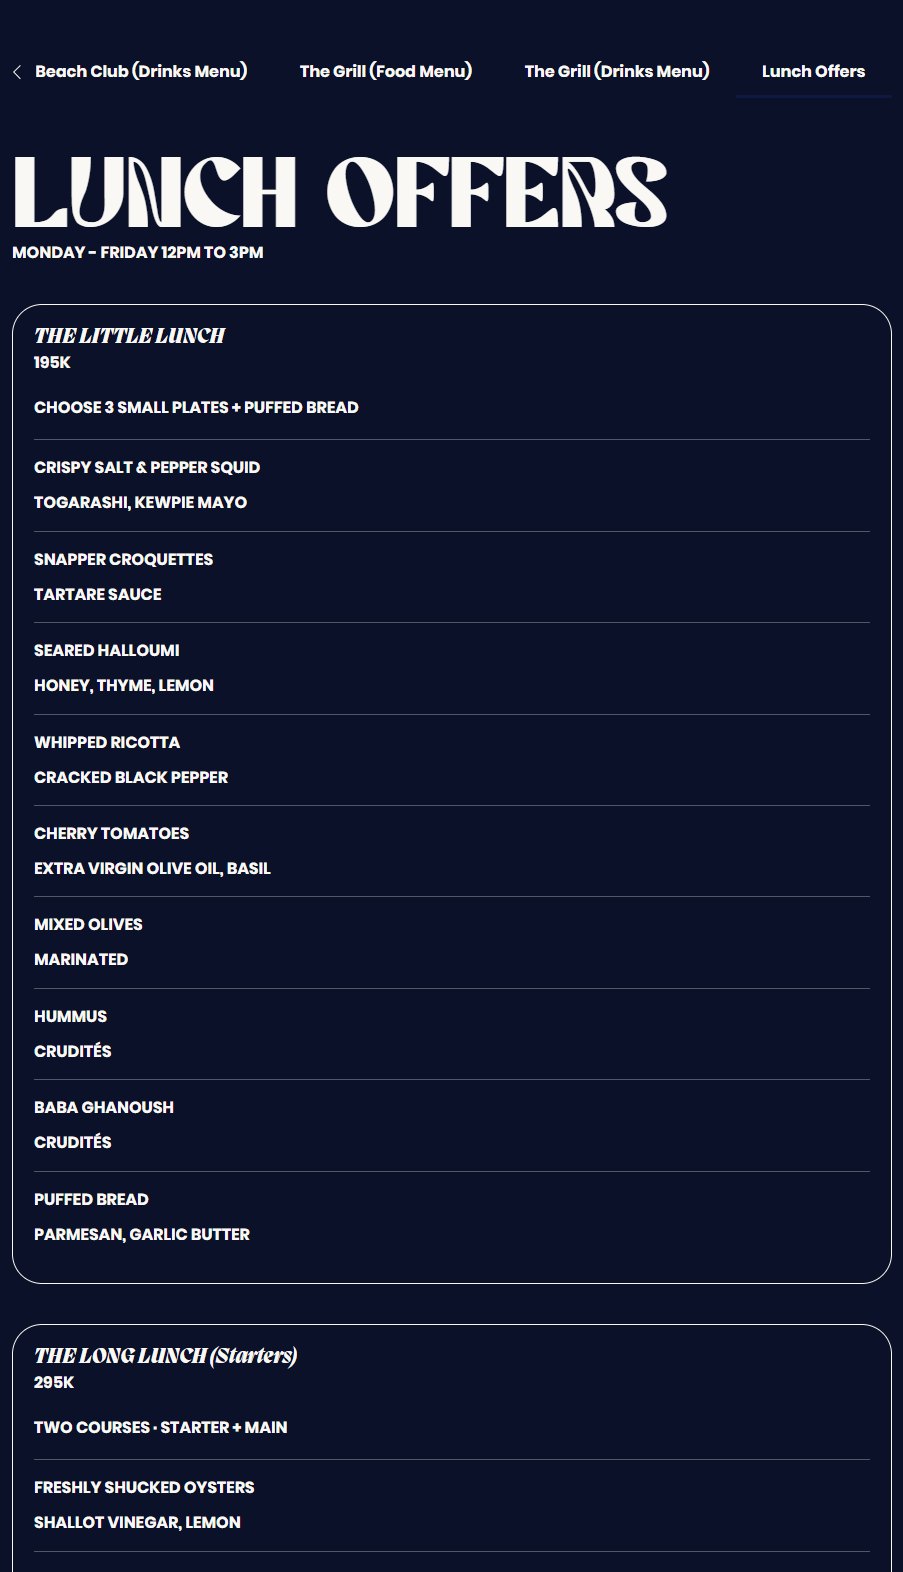 Beach Club (Drinks Menu)
The Grill (Food Menu)
The Grill (Drinks Menu)
Lunch Offers
LUNCH OFFERS
MONDAY - FRIDAY 12PM TO 3PM
THE LITTLE LUNCH
195K
CHOOSE 3 SMALL PLATES + PUFFED BREAD
CRISPY SALT & PEPPER SQUID
TOGARASHI, KEWPIE MAYO
SNAPPER CROQUETTES
TARTARE SAUCE
SEARED HALLOUMI
HONEY, THYME, LEMON
WHIPPED RICOTTA
CRACKED BLACK PEPPER
CHERRY TOMATOES
EXTRA VIRGIN OLIVE OIL, BASIL
MIXED OLIVES
MARINATED
HUMMUS
CRUDITÉS
BABA GHANOUSH
CRUDITÉS
PUFFED BREAD
PARMESAN, GARLIC BUTTER
THE LONG LUNCH (Starters)
295K
TWO COURSES · STARTER + MAIN
FRESHLY SHUCKED OYSTERS
SHALLOT VINEGAR, LEMON